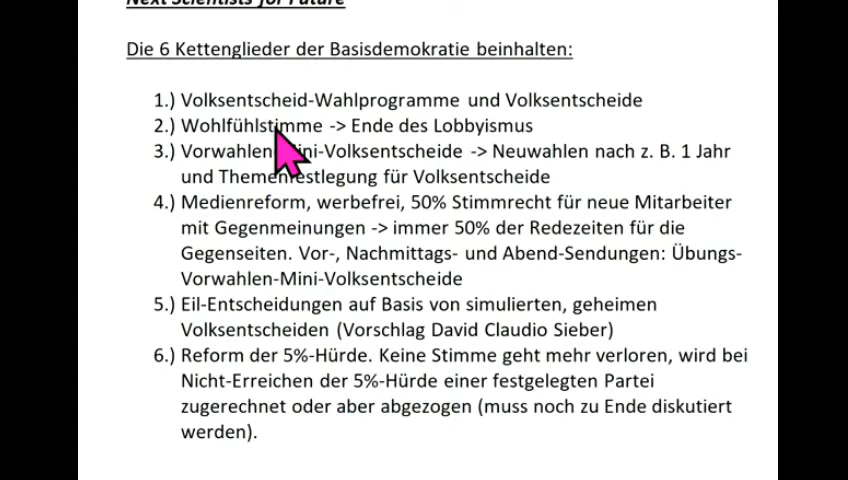 Next Scientists for Future
Die 6 Kettenglieder der Basisdemokratie beinhalten:
1.) Volksentscheid-Wahlprogramme und Volksentscheide
2.) Wohlfühlstimme -> Ende des Lobbyismus
3.) Vorwahlen-Mini-Volksentscheide -> Neuwahlen nach z. B. 1 Jahr
und Themenfestlegung für Volksentscheide
4.) Medienreform, werbefrei, 50% Stimmrecht für neue Mitarbeiter
mit Gegenmeinungen -> immer 50% der Redezeiten für die
Gegenseiten. Vor-, Nachmittags- und Abend-Sendungen: Übungs-
Vorwahlen-Mini-Volksentscheide
5.) Eil-Entscheidungen auf Basis von simulierten, geheimen
Volksentscheiden (Vorschlag David Claudio Sieber)
6.) Reform der 5%-Hürde. Keine Stimme geht mehr verloren, wird bei
Nicht-Erreichen der 5%-Hürde einer festgelegten Partei
zugerechnet oder aber abgezogen (muss noch zu Ende diskutiert
werden).